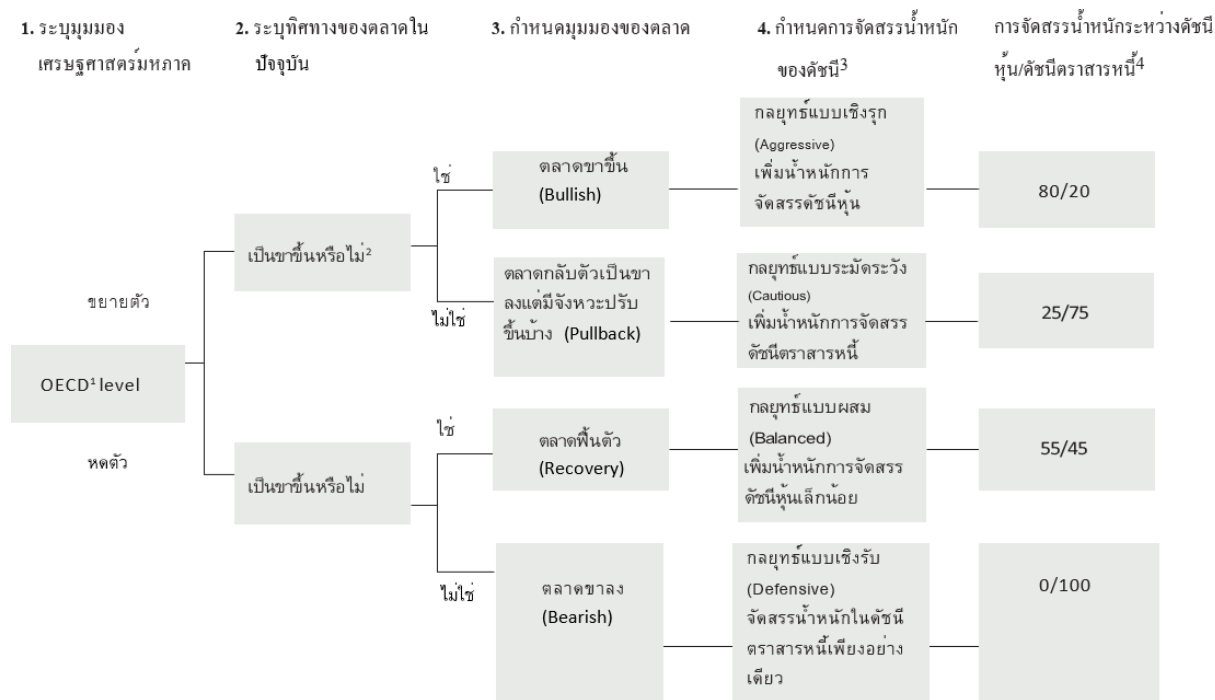 1. ระบุมุมมอง
เศรษฐศาสตร์มหภาค
2. ระบุทิศทางของตลาดใน
ปัจจุบัน
3. กำหนดมุมมองของตลาด
4. กำหนดการจัดสรรน้ำหนัก
ของดัชนี3
การจัดสรรน้ำหนักระหว่างดัชนี
หุ้น/ดัชนีตราสารหนี้4
ขยายตัว
OECD¹ level
หดตัว
เป็นขาขึ้นหรือไม่²
ใช่
ตลาดขาขึ้น
(Bullish)
กลยุทธ์แบบเชิงรุก
(Aggressive)
เพิ่มน้ำหนักการ
จัดสรรดัชนีหุ้น
80/20
ไม่ใช่
ตลาดกลับตัวเป็นขา
ลงแต่มีจังหวะปรับ
ขึ้นบ้าง (Pullback)
กลยุทธ์แบบระมัดระวัง
(Cautious)
เพิ่มน้ำหนักการจัดสรร
ดัชนีตราสารหนี้
25/75
เป็นขาขึ้นหรือไม่
ใช่
ตลาดฟื้นตัว
(Recovery)
กลยุทธ์แบบผสม
(Balanced)
เพิ่มน้ำหนักการจัดสรร
ดัชนีหุ้นเล็กน้อย
55/45
ไม่ใช่
ตลาดขาลง
(Bearish)
กลยุทธ์แบบเชิงรับ
(Defensive)
จัดสรรน้ำหนักในดัชนี
ตราสารหนี้เพียงอย่าง
เดียว
0/100